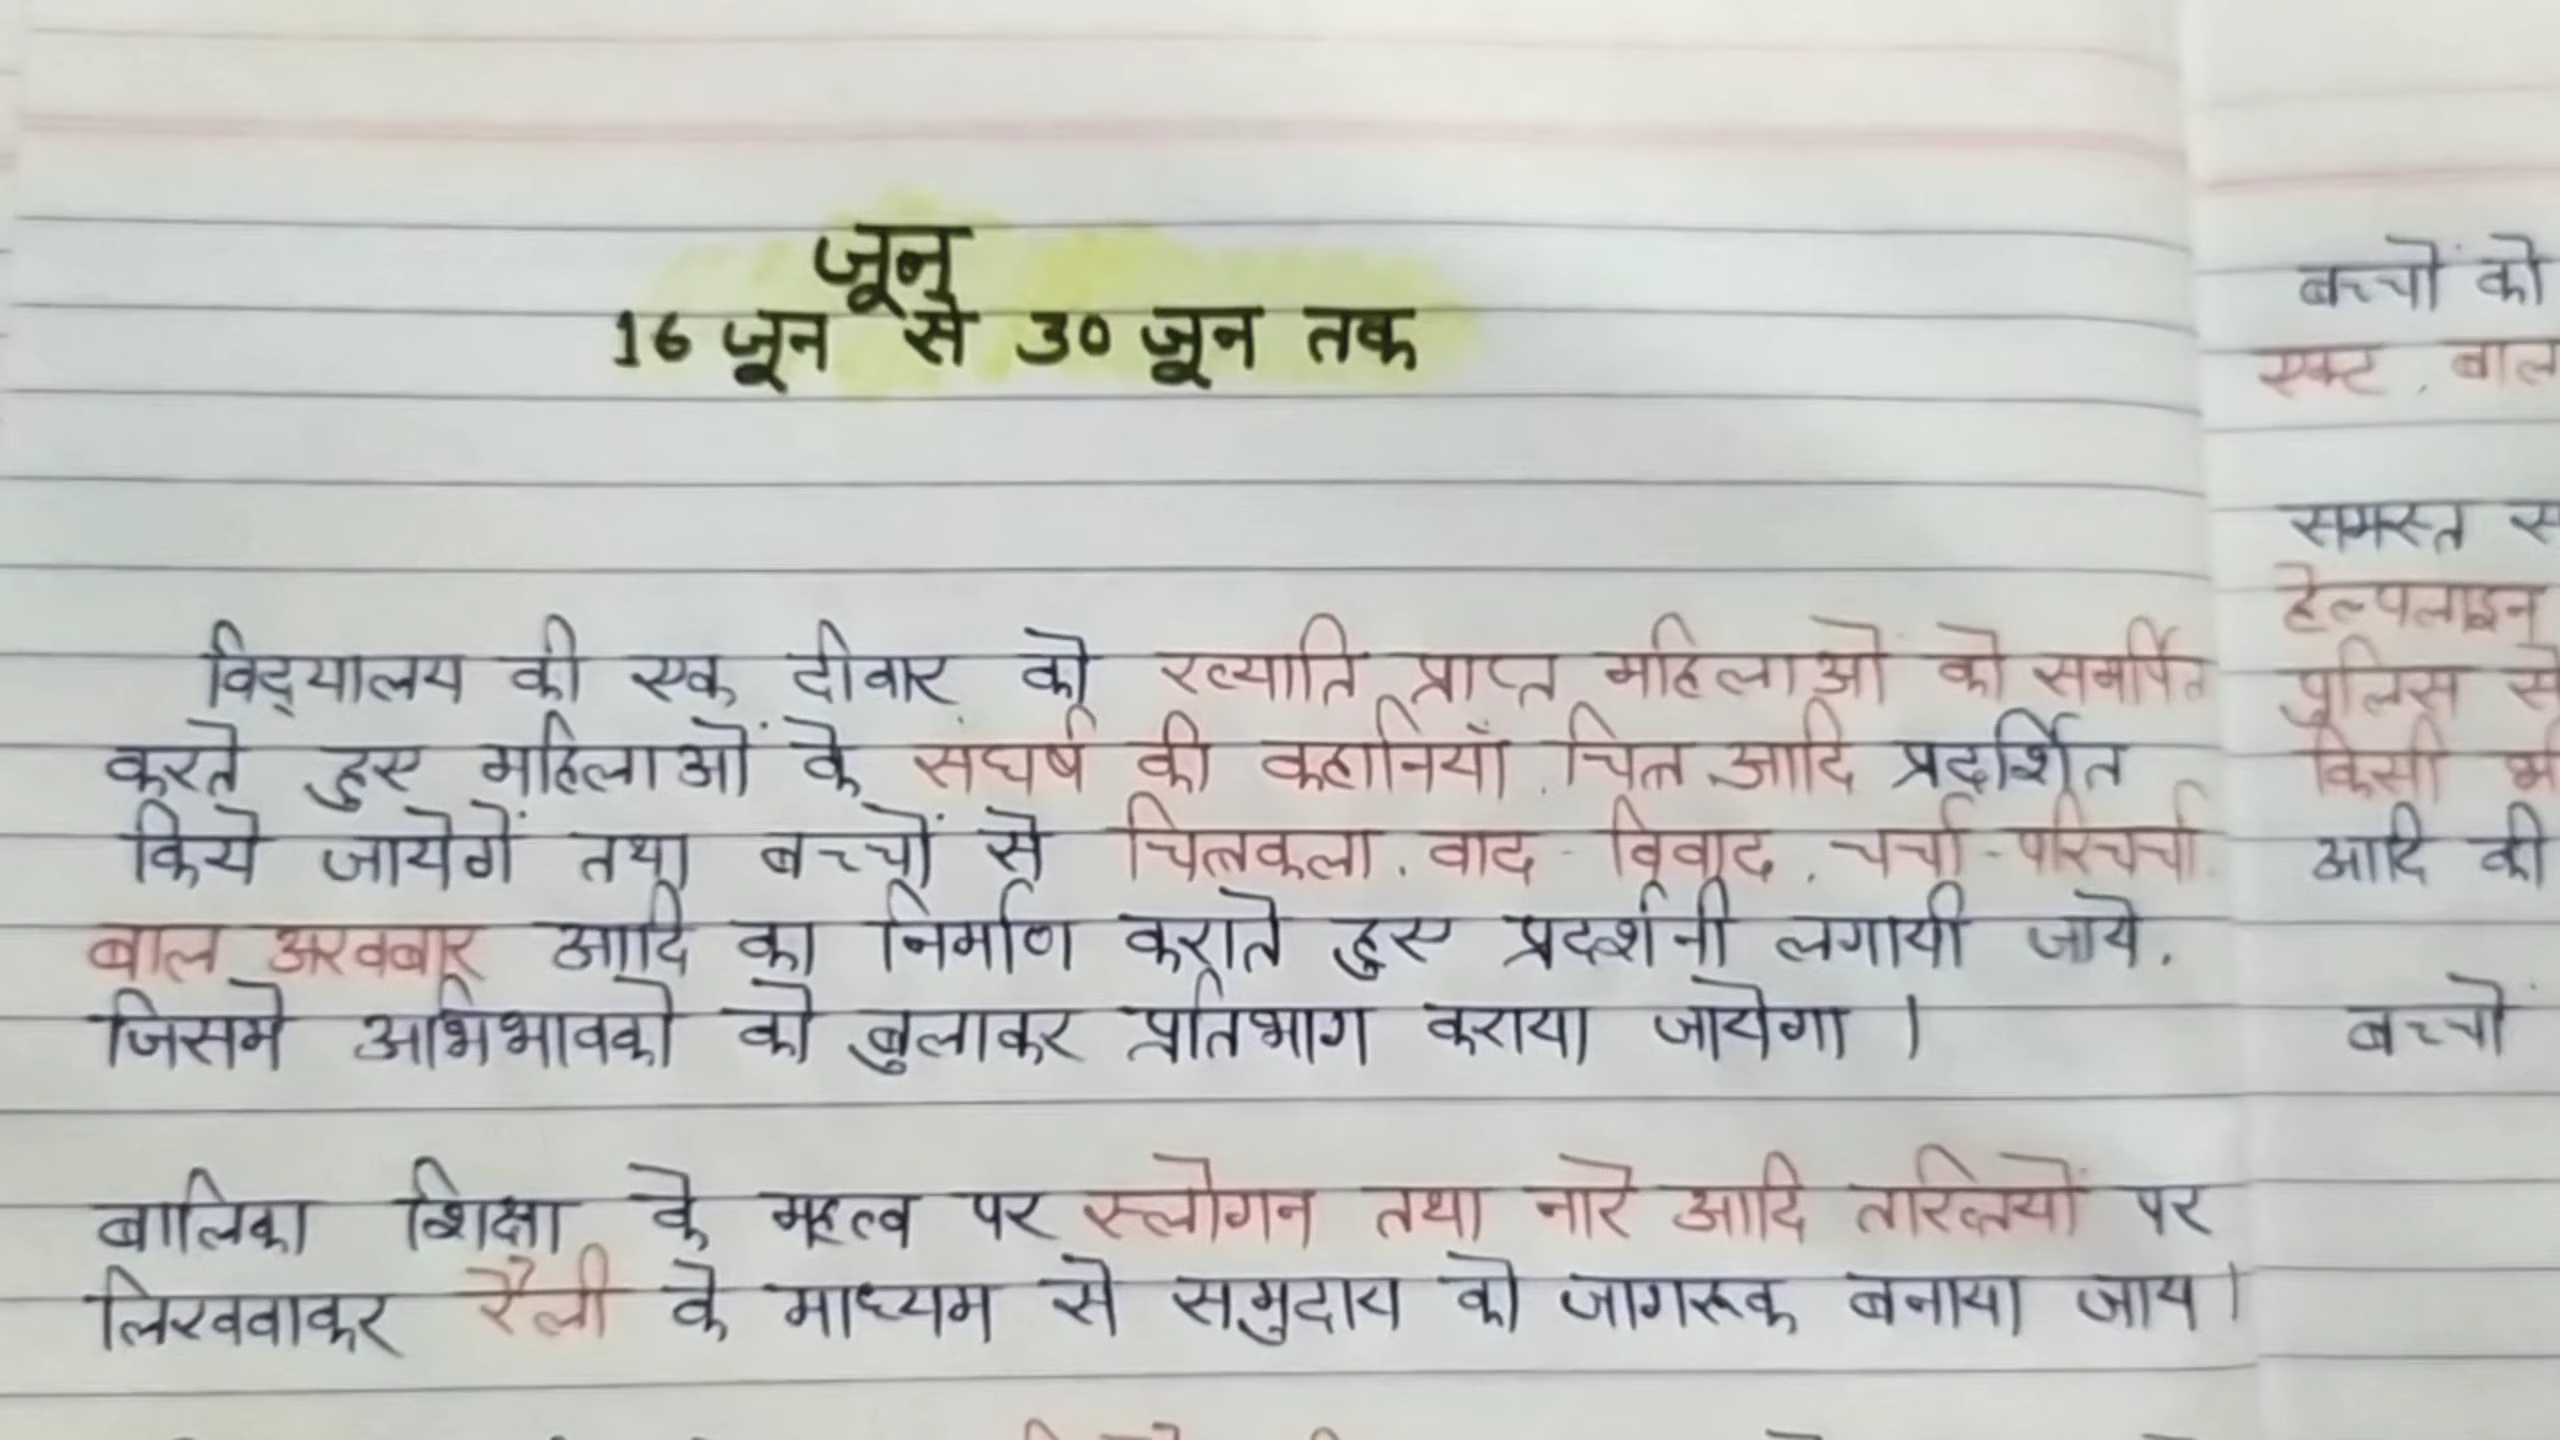 जून
16 जून से 30 जून तक
विद्यालय की एक दीवार को ख्याति प्राप्त महिलाओं को समर्पित
करते हुए महिलाओं के संघर्ष की कहानियाँ, चित्र आदि प्रदर्शित
किये जायेगें तथा बच्चों से चित्रकला, वाद - विवाद, चर्चा - परिचर्चा,
बाल अखबार आदि का निर्माण कराते हुए प्रदर्शनी लगायी जाये,
जिसमे अभिभावको को बुलाकर प्रतिभाग कराया जायेगा ।
बालिका शिक्षा के महत्व पर स्लोगन तथा नारे आदि तख्तियों पर
लिखवाकर रैली के माध्यम से समुदाय को जागरूक बनाया जाय ।
बच्चों को
एक्ट, बाल
समस्त
हेल्पलाइन
पुलिस से
किसी
आदि की
बच्चों